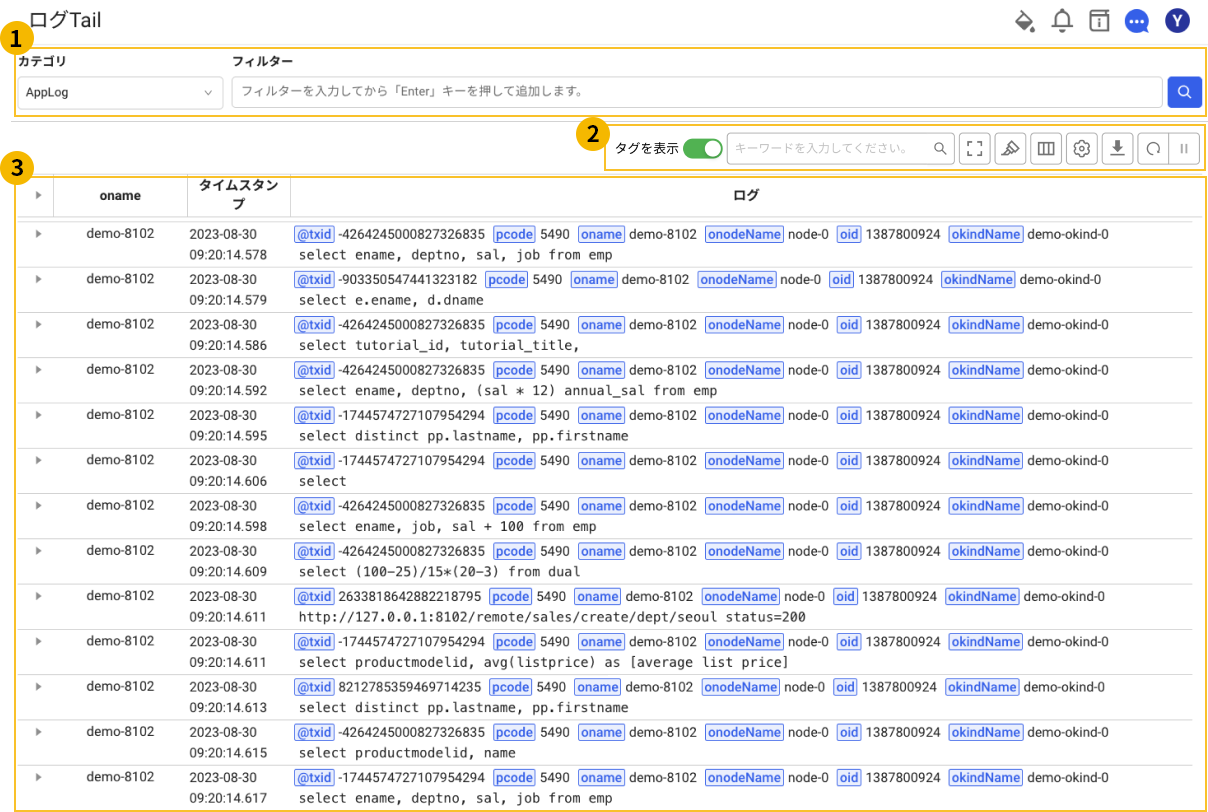 ログTail
Y
1
カテゴリ フィルター
AppLog フィルターを入力してから「Enter」キーを押して追加します。
2
タグを表示 キーワードを入力してください。
3
oname タイムスタンプ ログ
demo-8102 2023-08-30 @txid -4264245000827326835 pcode 5490 oname demo-8102 onodeName node-0 oid 1387800924 okindName demo-okind-0
09:20:14.578 select ename, deptno, sal, job from emp
demo-8102 2023-08-30 @txid -903350547441323182 pcode 5490 oname demo-8102 onodeName node-0 oid 1387800924 okindName demo-okind-0
09:20:14.579 select e.ename, d.dname
demo-8102 2023-08-30 @txid -4264245000827326835 pcode 5490 oname demo-8102 onodeName node-0 oid 1387800924 okindName demo-okind-0
09:20:14.586 select tutorial_id, tutorial_title,
demo-8102 2023-08-30 @txid -4264245000827326835 pcode 5490 oname demo-8102 onodeName node-0 oid 1387800924 okindName demo-okind-0
09:20:14.592 select ename, deptno, (sal * 12) annual_sal from emp
demo-8102 2023-08-30 @txid -1744574727107954294 pcode 5490 oname demo-8102 onodeName node-0 oid 1387800924 okindName demo-okind-0
09:20:14.595 select distinct pp.lastname, pp.firstname
demo-8102 2023-08-30 @txid -1744574727107954294 pcode 5490 oname demo-8102 onodeName node-0 oid 1387800924 okindName demo-okind-0
09:20:14.606 select
demo-8102 2023-08-30 @txid -4264245000827326835 pcode 5490 oname demo-8102 onodeName node-0 oid 1387800924 okindName demo-okind-0
09:20:14.598 select ename, job, sal + 100 from emp
demo-8102 2023-08-30 @txid -4264245000827326835 pcode 5490 oname demo-8102 onodeName node-0 oid 1387800924 okindName demo-okind-0
09:20:14.609 select (100-25)/15*(20-3) from dual
demo-8102 2023-08-30 @txid 2633818642882218795 pcode 5490 oname demo-8102 onodeName node-0 oid 1387800924 okindName demo-okind-0
09:20:14.611 http://127.0.0.1:8102/remote/sales/create/dept/seoul status=200
demo-8102 2023-08-30 @txid -1744574727107954294 pcode 5490 oname demo-8102 onodeName node-0 oid 1387800924 okindName demo-okind-0
09:20:14.611 select productmodelid, avg(listprice) as [average list price]
demo-8102 2023-08-30 @txid 8212785359469714235 pcode 5490 oname demo-8102 onodeName node-0 oid 1387800924 okindName demo-okind-0
09:20:14.613 select distinct pp.lastname, pp.firstname
demo-8102 2023-08-30 @txid -4264245000827326835 pcode 5490 oname demo-8102 onodeName node-0 oid 1387800924 okindName demo-okind-0
09:20:14.615 select productmodelid, name
demo-8102 2023-08-30 @txid -1744574727107954294 pcode 5490 oname demo-8102 onodeName node-0 oid 1387800924 okindName demo-okind-0
09:20:14.617 select ename, deptno, sal, job from emp